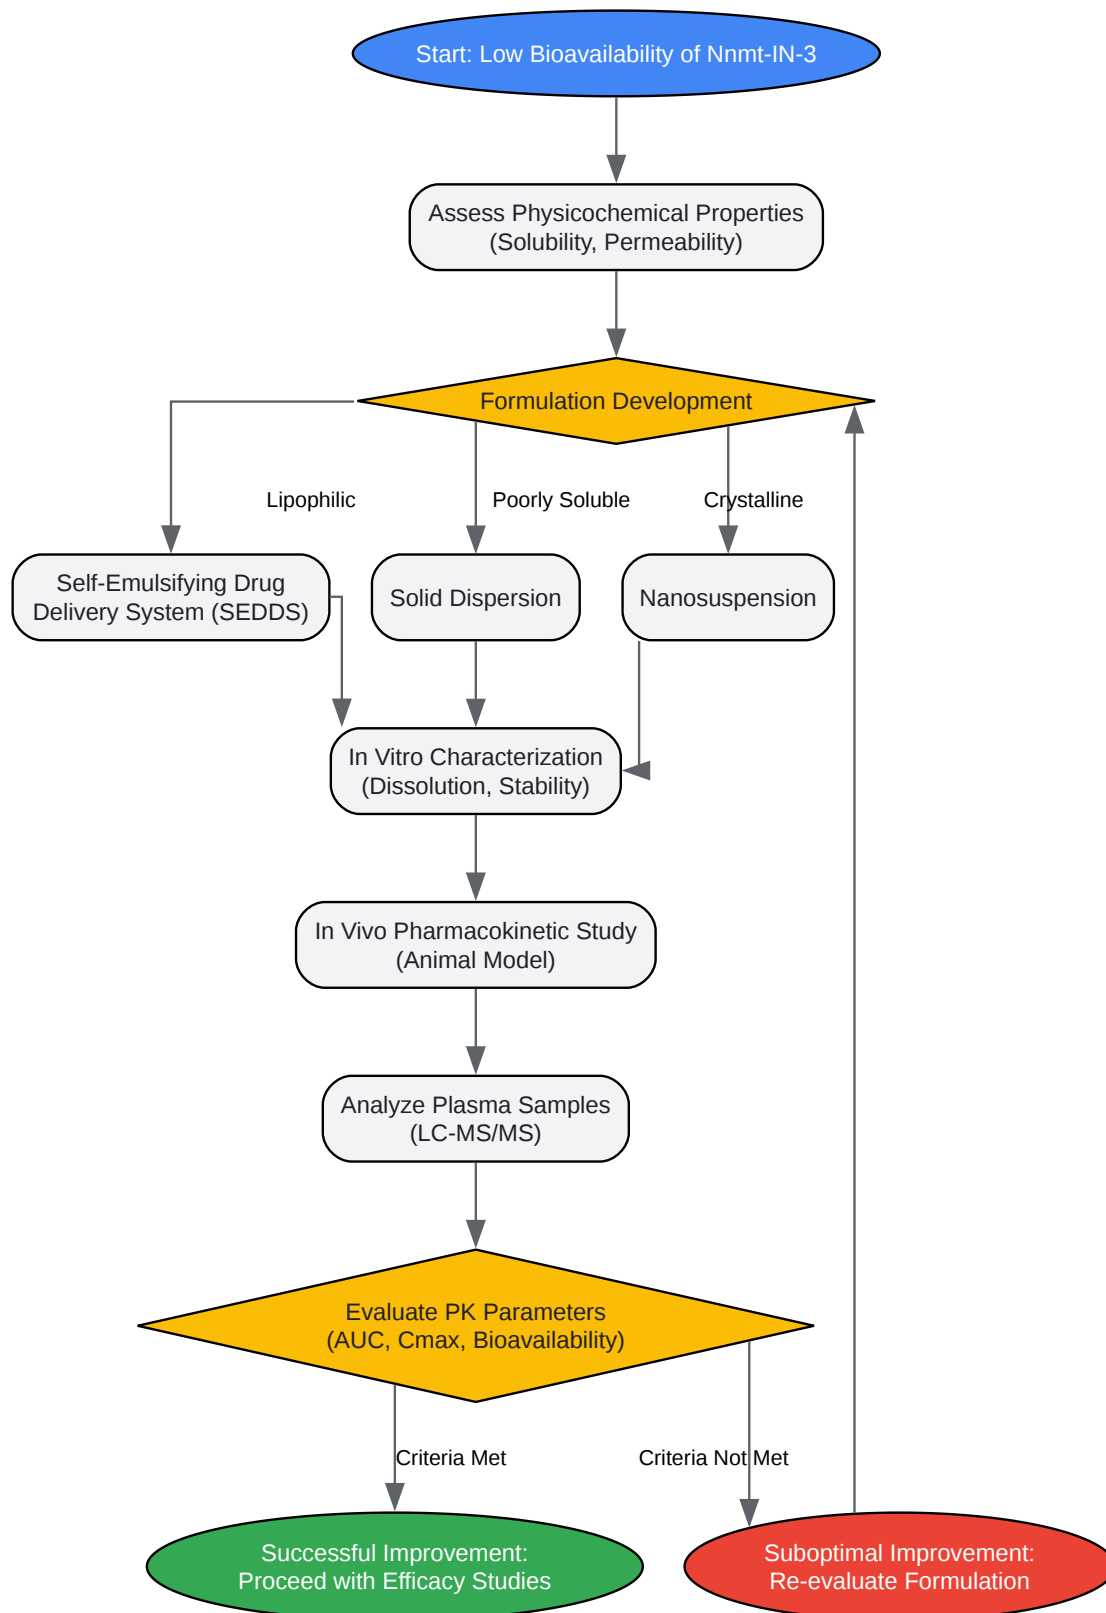 Start: Low Bioavailability of Nnmt-IN-3
Assess Physicochemical Properties
(Solubility, Permeability)
Formulation Development
Lipophilic
Poorly Soluble
Crystalline
Self-Emulsifying Drug
Delivery System (SEDDS)
Solid Dispersion
Nanosuspension
In Vitro Characterization
(Dissolution, Stability)
In Vivo Pharmacokinetic Study
(Animal Model)
Analyze Plasma Samples
(LC-MS/MS)
Evaluate PK Parameters
(AUC, Cmax, Bioavailability)
Criteria Met
Criteria Not Met
Successful Improvement:
Proceed with Efficacy Studies
Suboptimal Improvement:
Re-evaluate Formulation